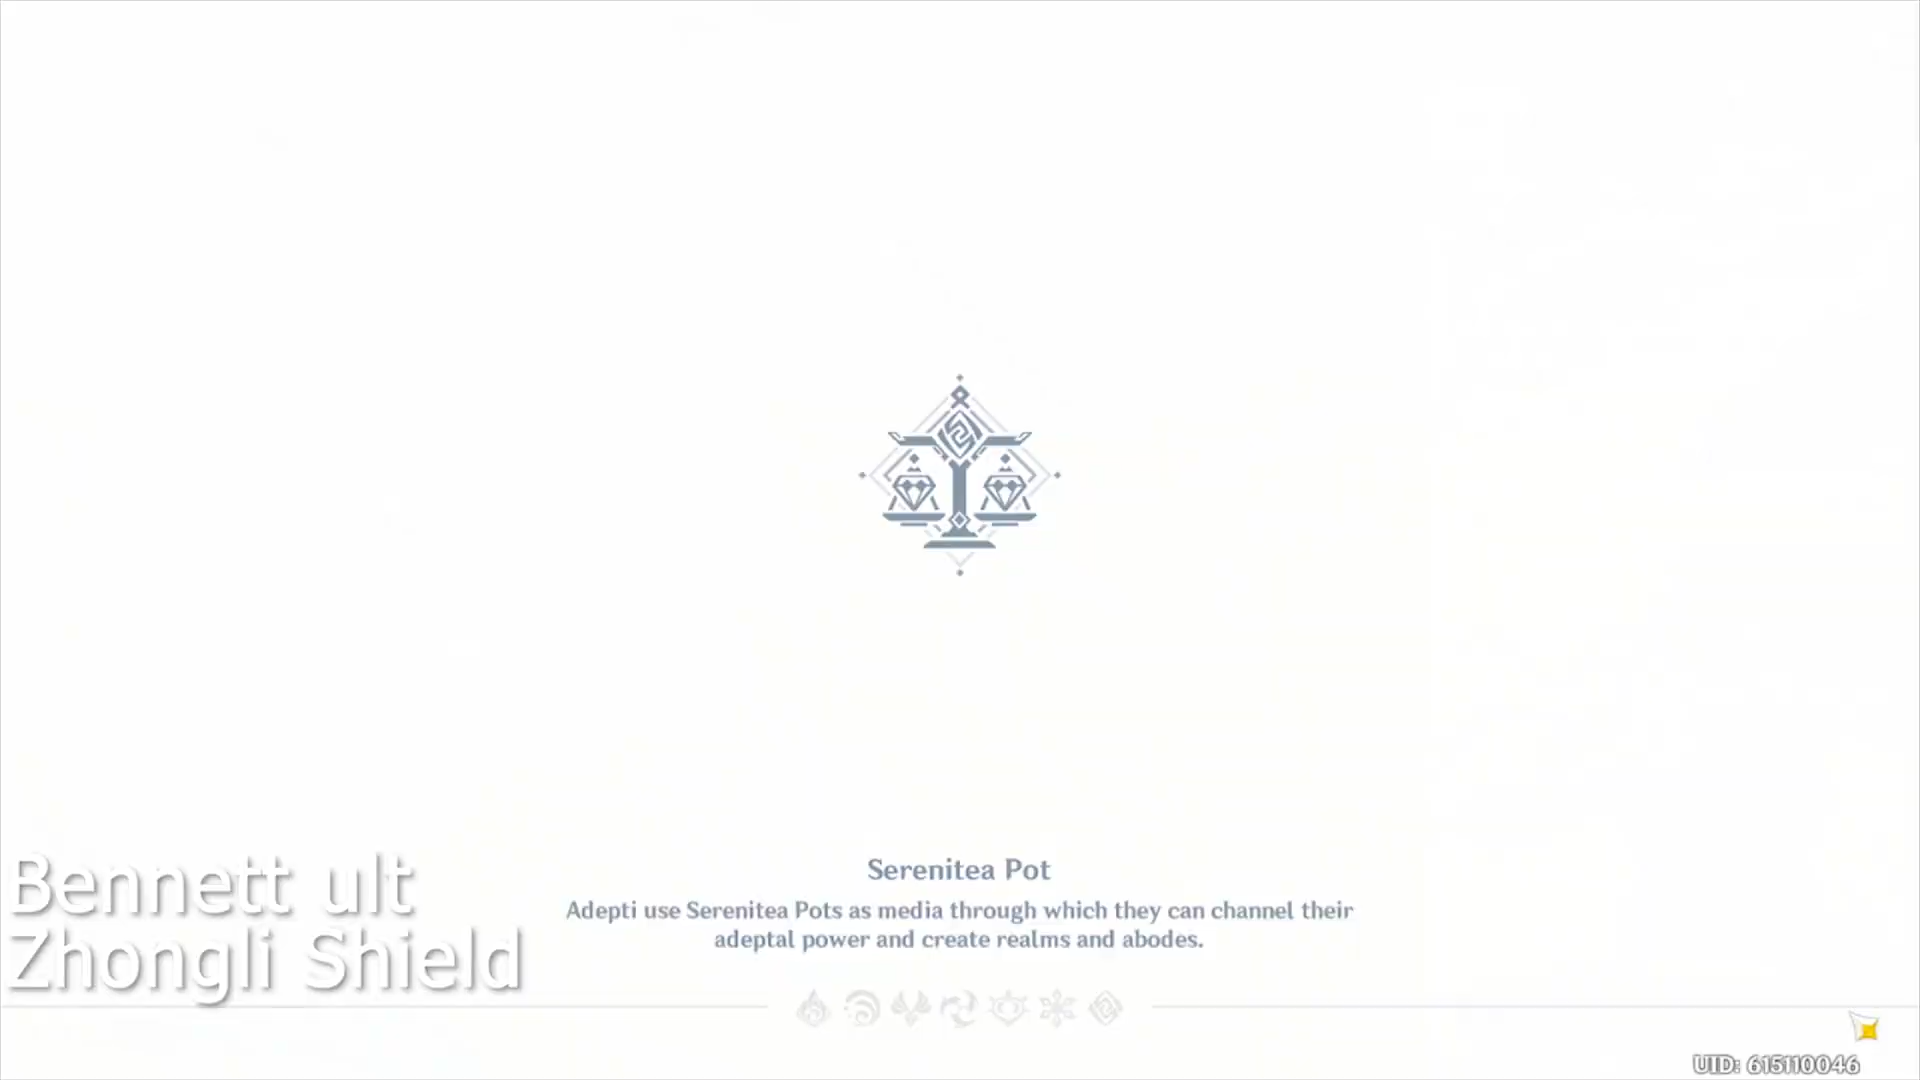 Serenitea Pot
Adepti use Serenitea Pots as media through which they can channel their
adeptal power and create realms and abodes.
Bennett ult
Zhongli Shield
UID: 615110046